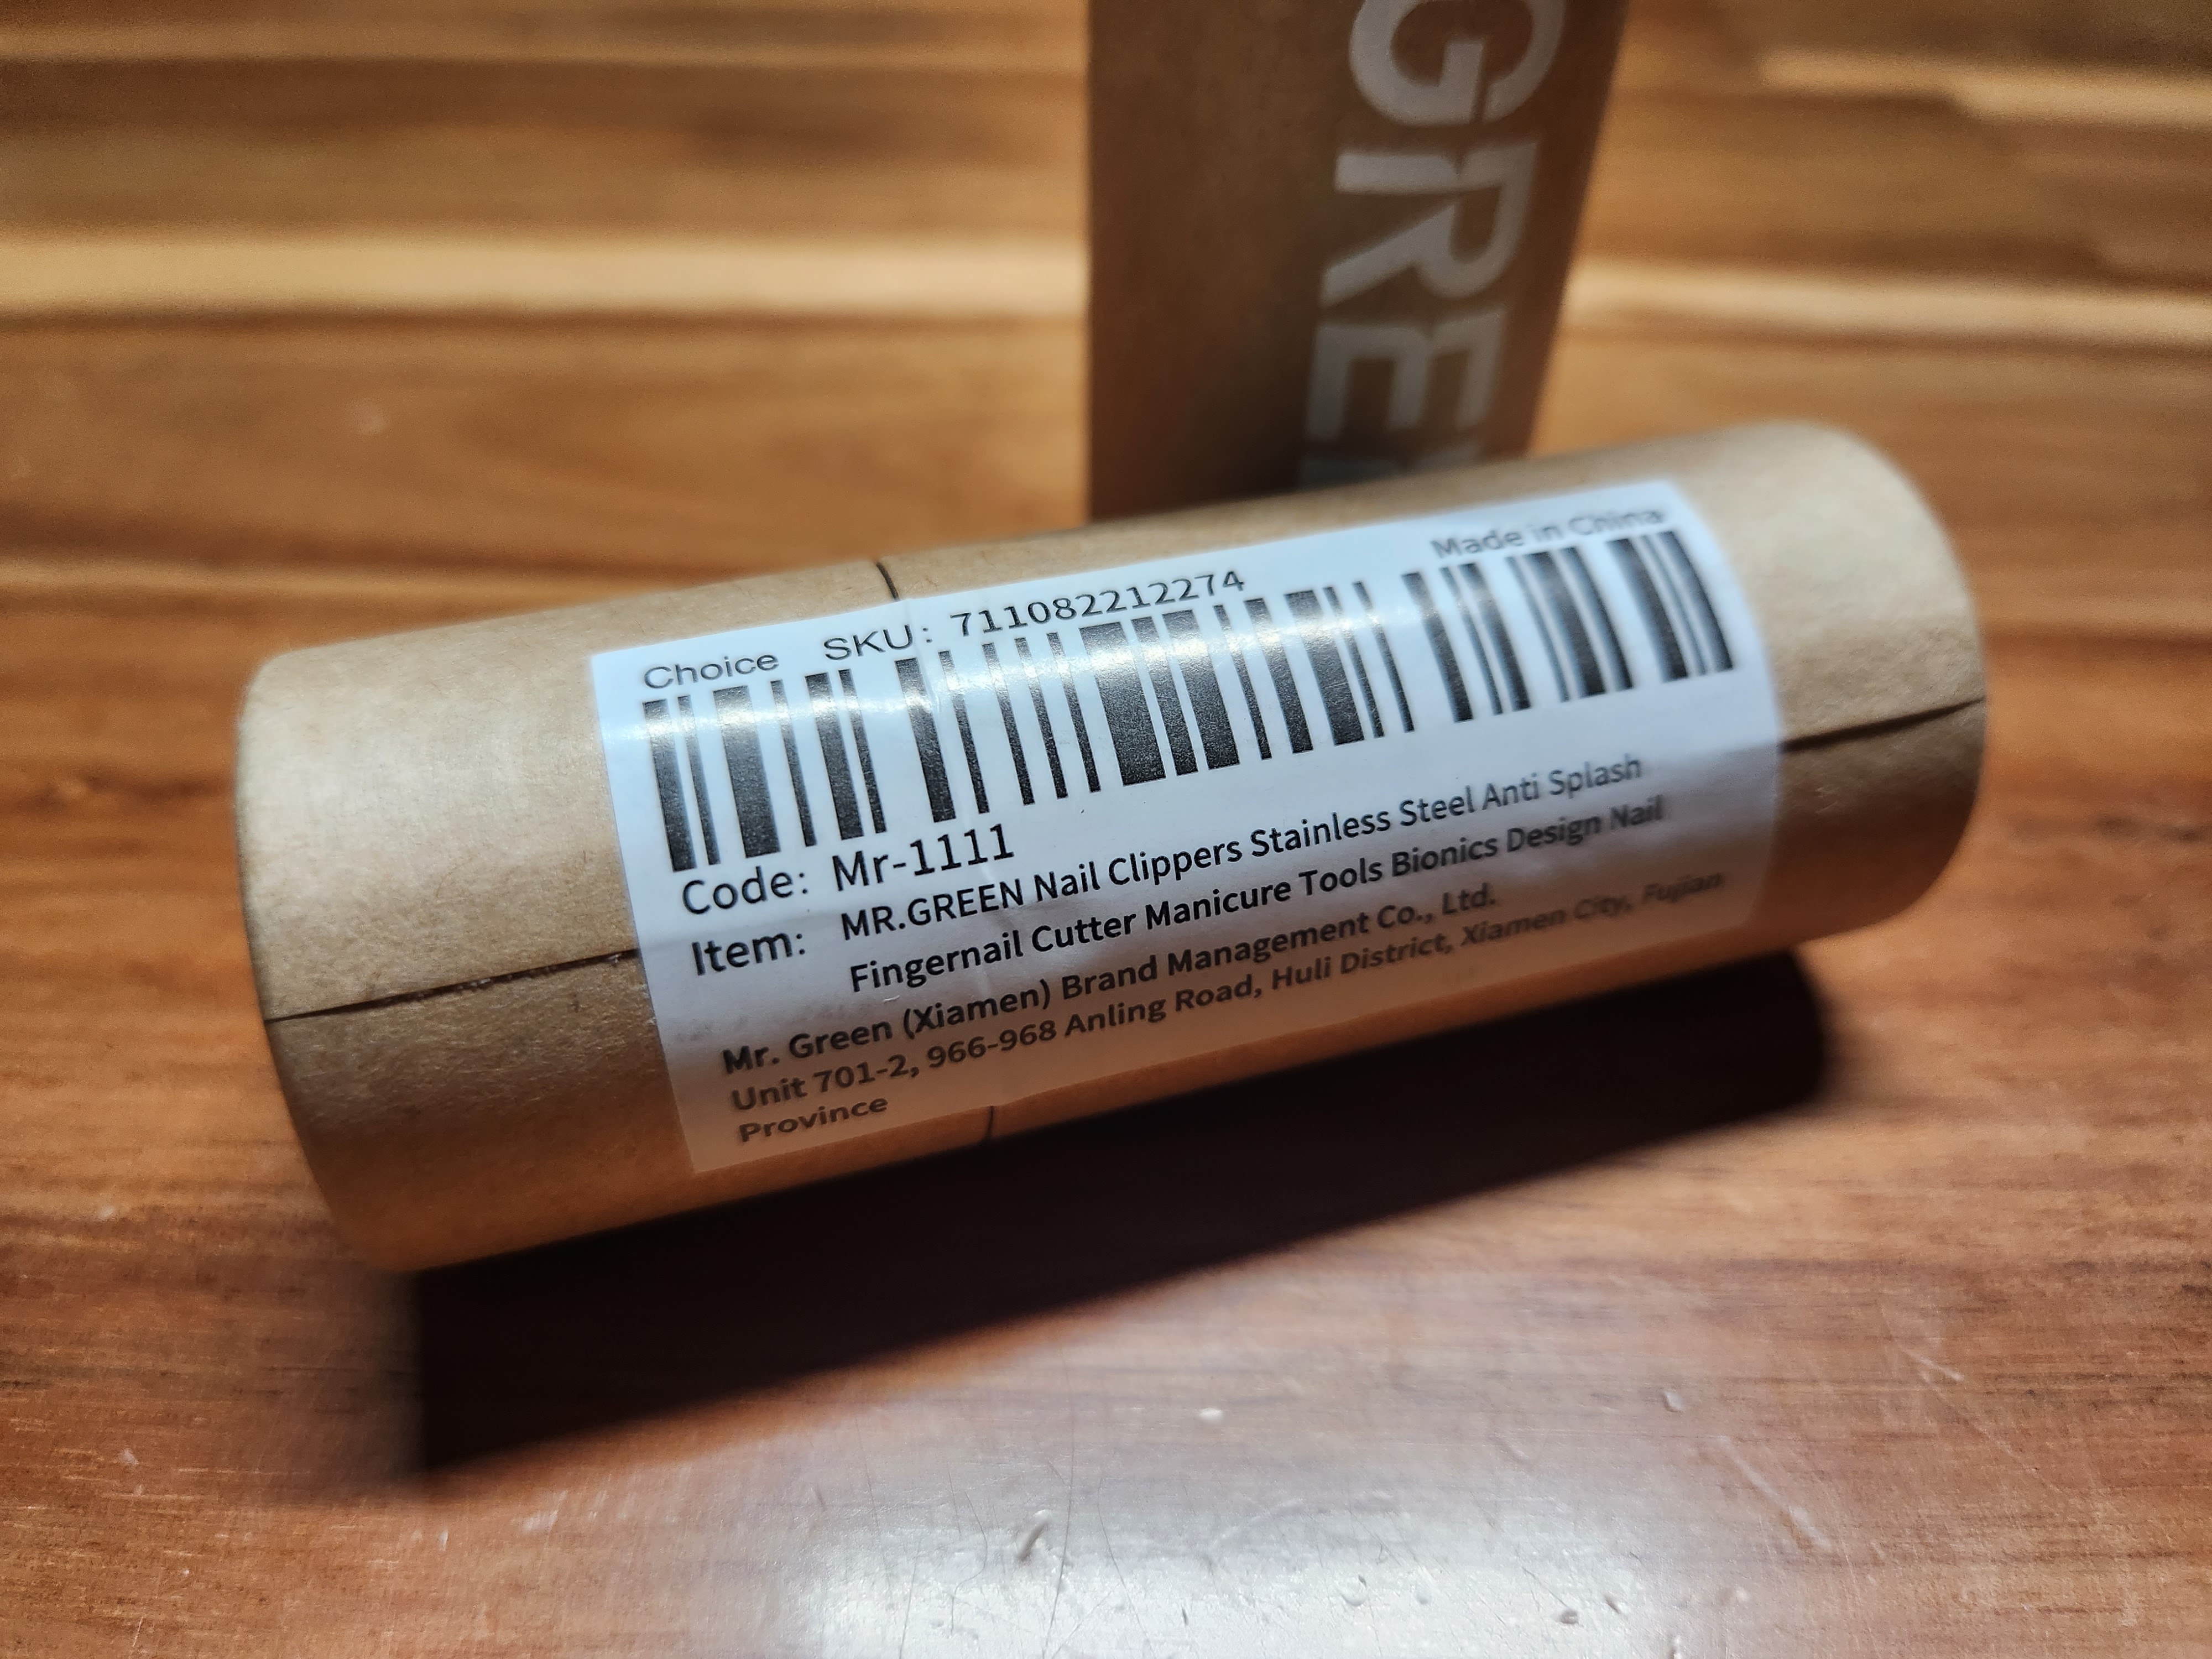 GREE
Choice SKU: 711082212274 Made in China
Code: Mr-1111
Item: MR.GREEN Nail Clippers Stainless Steel Anti Splash
Fingernail Cutter Manicure Tools Bionics Design Nail
Mr. Green (Xiamen) Brand Management Co., Ltd.
Unit 701-2, 966-968 Anling Road, Huli District, Xiamen City, Fujian
Province